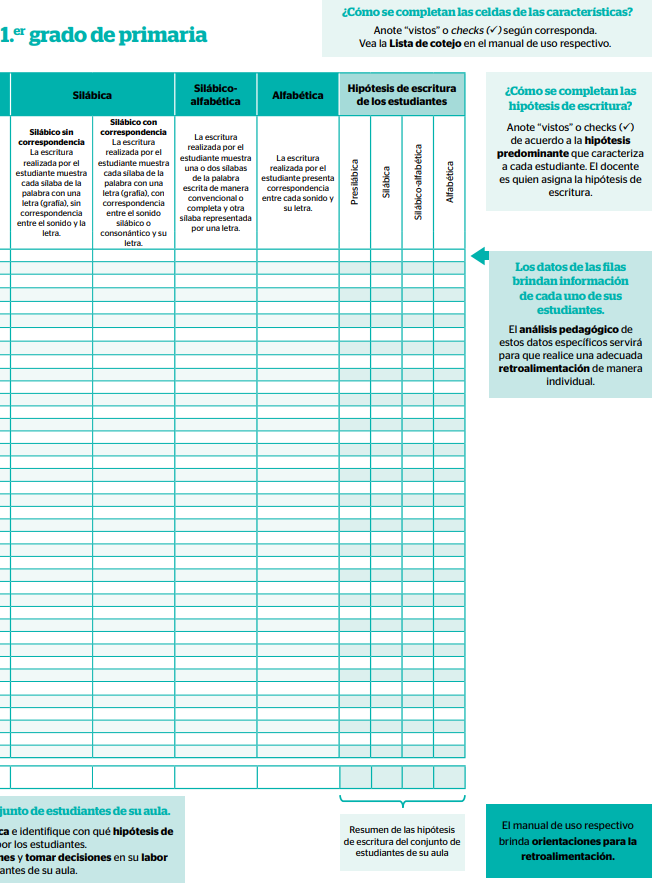 ¿Cómo se completan las celdas de las características?
Anote “vistos” o checks (✓) según corresponda.
Vea la Lista de cotejo en el manual de uso respectivo.
1.er grado de primaria
Silábica
Silábico-
alfabética
Alfabética
Hipótesis de escritura
de los estudiantes
Silábico sin
correspondencia
La escritura
realizada por el
estudiante muestra
cada sílaba de la
palabra con una
letra (grafía), sin
correspondencia
entre el sonido y la
letra.
Silábico con
correspondencia
La escritura
realizada por el
estudiante muestra
cada sílaba de la
palabra con una
letra (grafía), con
correspondencia
entre el sonido
silábico o
consonántico y su
letra.
La escritura
realizada por el
estudiante muestra
una o dos sílabas
de la palabra
escrita de manera
convencional o
completa y otra
sílaba representada
por una letra.
La escritura
realizada por el
estudiante presenta
correspondencia
entre cada sonido y
su letra.
Presilábica
Silábica
Silábico-alfabética
Alfabética
¿Cómo se completan las
hipótesis de escritura?
Anote “vistos” o checks (✓)
de acuerdo a la hipótesis
predominante que caracteriza
a cada estudiante. El docente
es quien asigna la hipótesis de
escritura.
Los datos de las filas
brindan información
de cada uno de sus
estudiantes.
El análisis pedagógico de
estos datos específicos servirá
para que realice una adecuada
retroalimentación de manera
individual.
junto de estudiantes de su aula.
ca e identifique con qué hipótesis de
por los estudiantes.
nes y tomar decisiones en su labor
antes de su aula.
Resumen de las hipótesis
de escritura del conjunto de
estudiantes de su aula
El manual de uso respectivo
brinda orientaciones para la
retroalimentación.